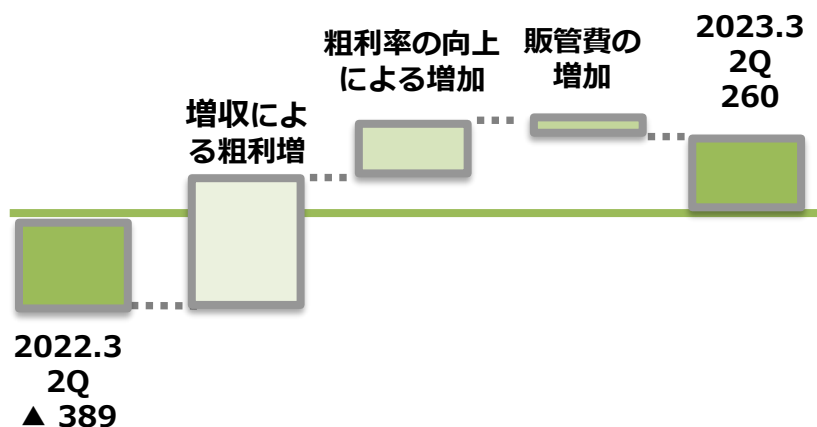 2022.3
2Q
▲ 389
増収によ
る粗利増
粗利率の向上
による増加
販管費の
増加
2023.3
2Q
260